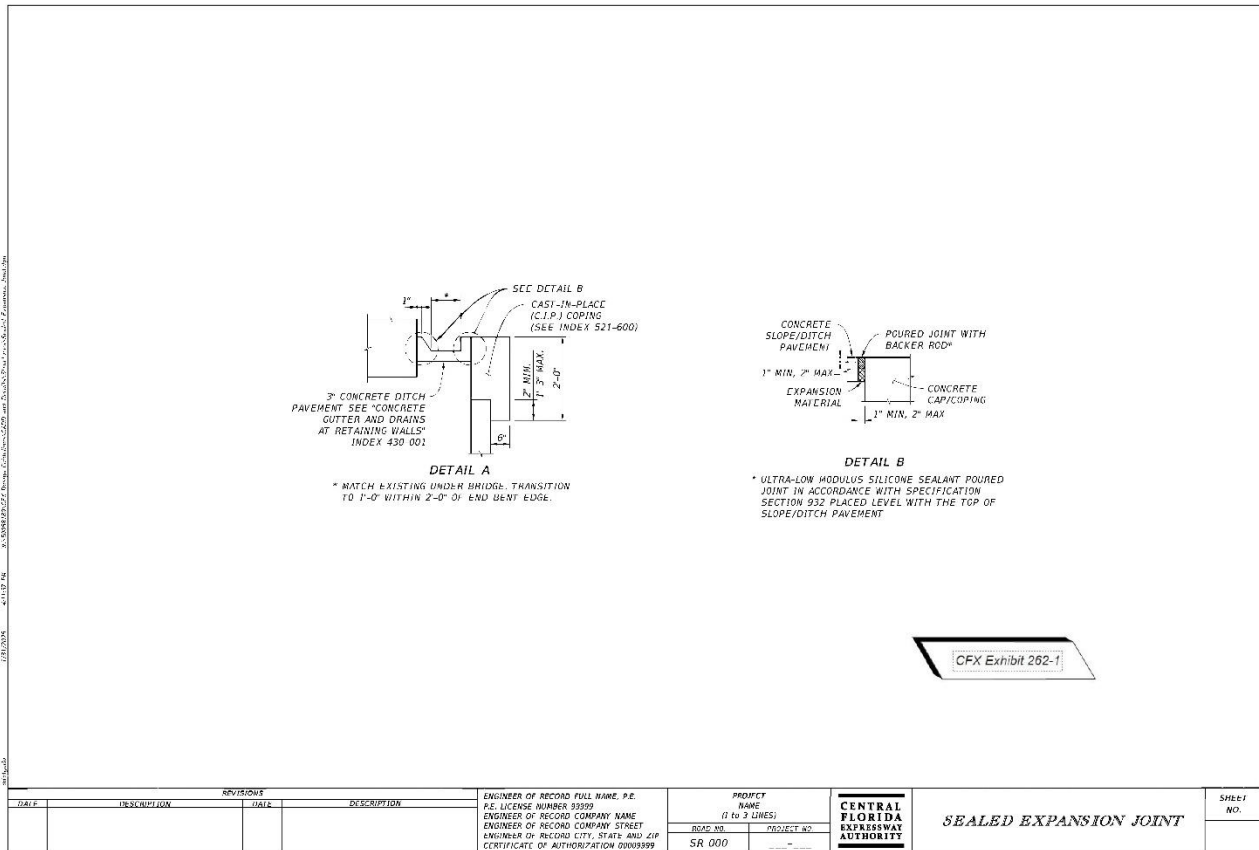 1"
*
SEE DETAIL B
CAST-IN-PLACE
(C.I.P.) COPING
(SEE INDEX 521-600)
2" MIN.
1' 3" MAX.
2'-0"
6"
3" CONCRETE DITCH
PAVEMENT SEE "CONCRETE
GUTTER AND DRAINS
AT RETAINING WALLS"
INDEX 430 001
DETAIL A
* MATCH EXISTING UNDER BRIDGE. TRANSITION
TO 1'-0" WITHIN 2'-0" OF END BENT EDGE.
CONCRETE
SLOPE/DITCH
PAVEMENT
POURED JOINT WITH
BACKER ROD*
1" MIN, 2" MAX
EXPANSION
MATERIAL
CONCRETE
CAP/COPING
1" MIN, 2" MAX
DETAIL B
* ULTRA-LOW MODULUS SILICONE SEALANT POURED
JOINT IN ACCORDANCE WITH SPECIFICATION
SECTION 932 PLACED LEVEL WITH THE TOP OF
SLOPE/DITCH PAVEMENT
CFX Exhibit 262-1
REVISIONS
DATE DESCRIPTION DATE DESCRIPTION
ENGINEER OF RECORD FULL NAME, P.E.
P.E. LICENSE NUMBER 99999
ENGINEER OF RECORD COMPANY NAME
ENGINEER OF RECORD COMPANY STREET
ENGINEER OF RECORD CITY, STATE AND ZIP
CERTIFICATE OF AUTHORIZATION 00009999
PROJECT
NAME
(1 to 3 LINES)
ROAD NO. PROJECT NO.
SR 000 ___-___
CENTRAL
FLORIDA
EXPRESSWAY
AUTHORITY
SEALED EXPANSION JOINT
SHEET
NO.